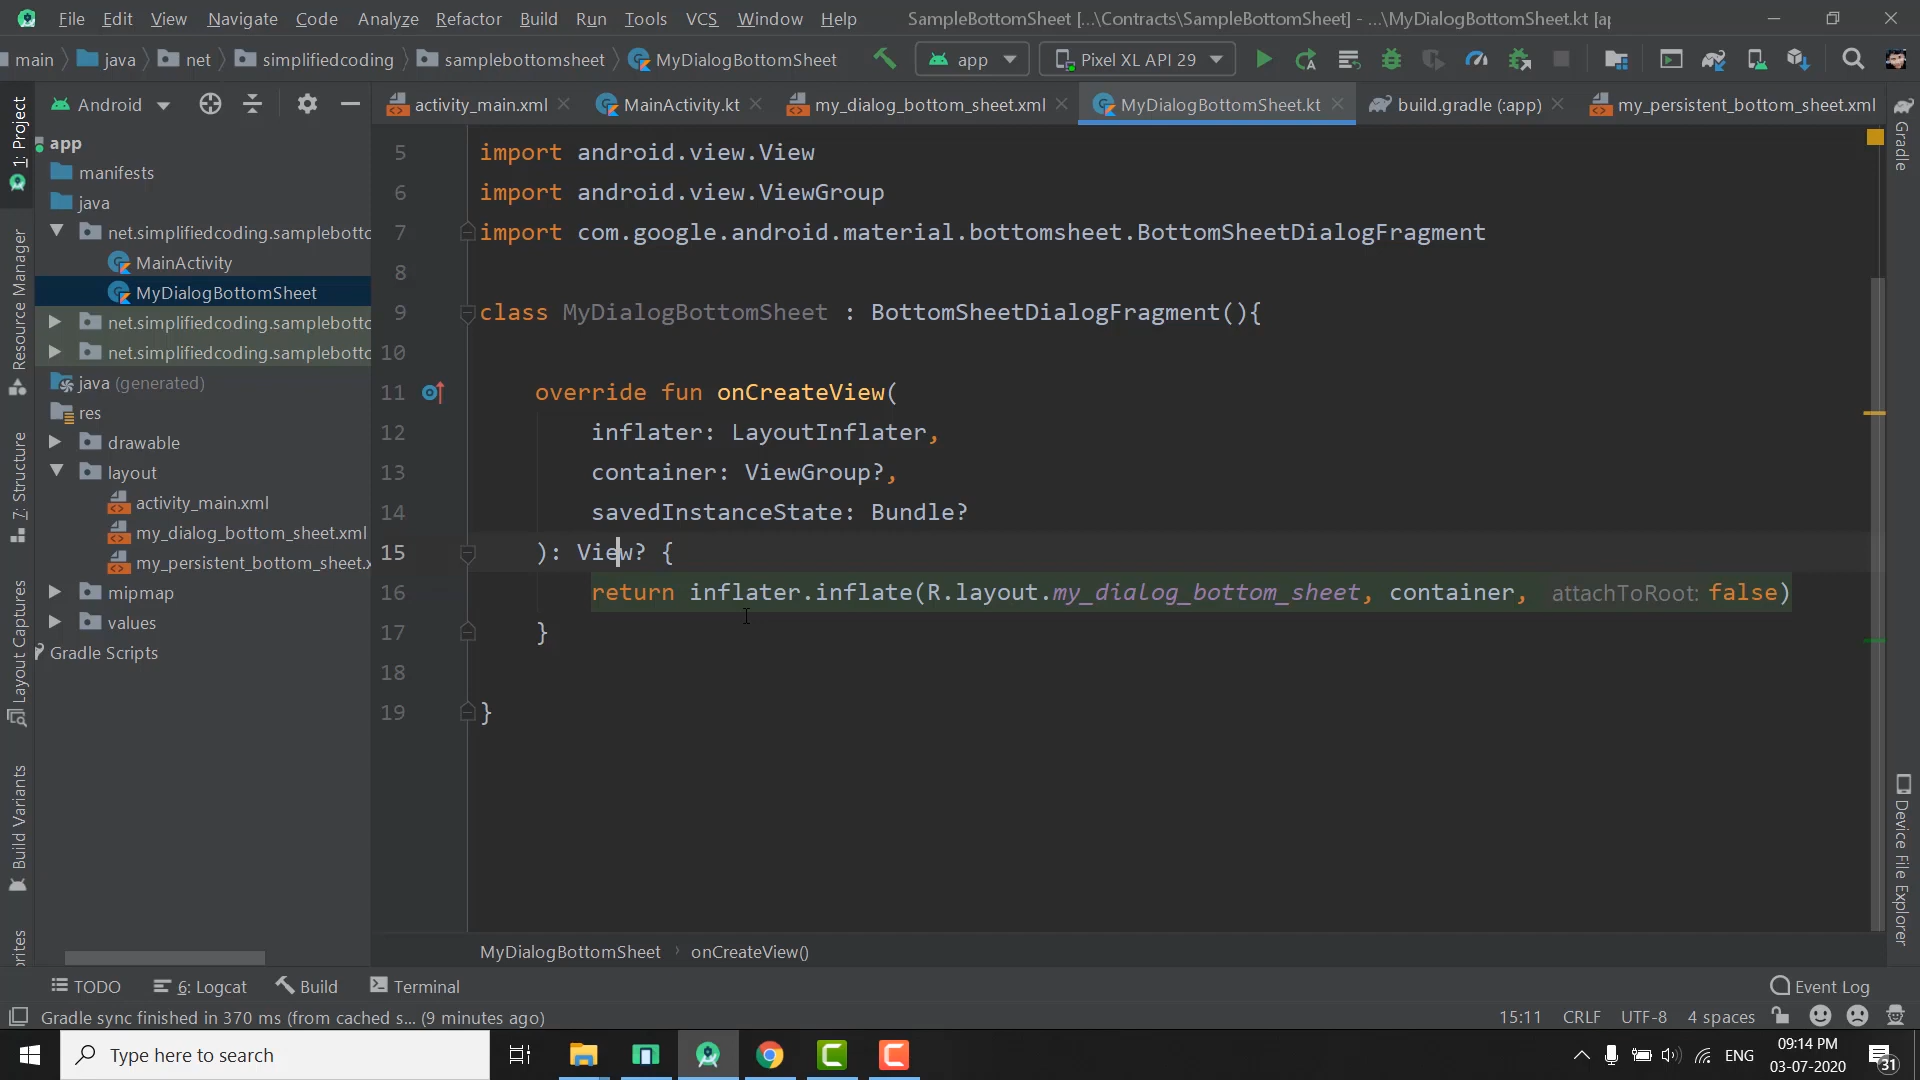 File Edit View Navigate Code Analyze Refactor Build Run Tools VCS Window Help SampleBottomSheet [...\Contracts\SampleBottomSheet] - ...\MyDialogBottomSheet.kt [a
main java net simplifiedcoding samplebottomsheet MyDialogBottomSheet app Pixel XL API 29
Android activity_main.xml MainActivity.kt my_dialog_bottom_sheet.xml MyDialogBottomSheet.kt build.gradle (:app) my_persistent_bottom_sheet.xml
1: Project
Resource Manager
Z: Structure
Layout Captures
Build Variants
rites
app
manifests
java
net.simplifiedcoding.samplebotto
MainActivity
MyDialogBottomSheet
net.simplifiedcoding.samplebotto
net.simplifiedcoding.samplebotto
java (generated)
res
drawable
layout
activity_main.xml
my_dialog_bottom_sheet.xml
my_persistent_bottom_sheet.x
mipmap
values
Gradle Scripts
5 import android.view.View
6 import android.view.ViewGroup
7 import com.google.android.material.bottomsheet.BottomSheetDialogFragment
8
9 class MyDialogBottomSheet : BottomSheetDialogFragment(){
10
11 override fun onCreateView(
12 inflater: LayoutInflater,
13 container: ViewGroup?,
14 savedInstanceState: Bundle?
15 ): View? {
16 return inflater.inflate(R.layout.my_dialog_bottom_sheet, container, attachToRoot: false)
17 }
18
19 }
Gradle
Device File Explorer
MyDialogBottomSheet onCreateView()
TODO 6: Logcat Build Terminal Event Log
Gradle sync finished in 370 ms (from cached s... (9 minutes ago) 15:11 CRLF UTF-8 4 spaces
Type here to search ENG 09:14 PM
03-07-2020 31